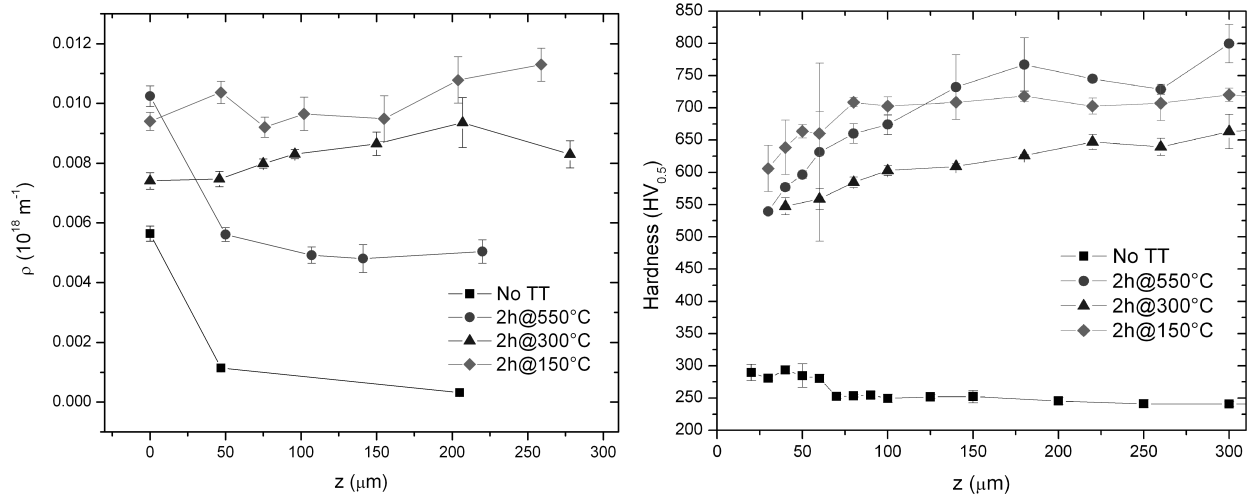 0.012
0.010
0.008
0.006
0.004
0.002
0.000
ρ (10^18 m^-1)
No TT
2h@550°C
2h@300°C
2h@150°C
0 50 100 150 200 250 300
z (μm)
850
800
750
700
650
600
550
500
450
400
350
300
250
200
Hardness (HV_0.5)
No TT
2h@550°C
2h@300°C
2h@150°C
0 50 100 150 200 250 300
z (μm)